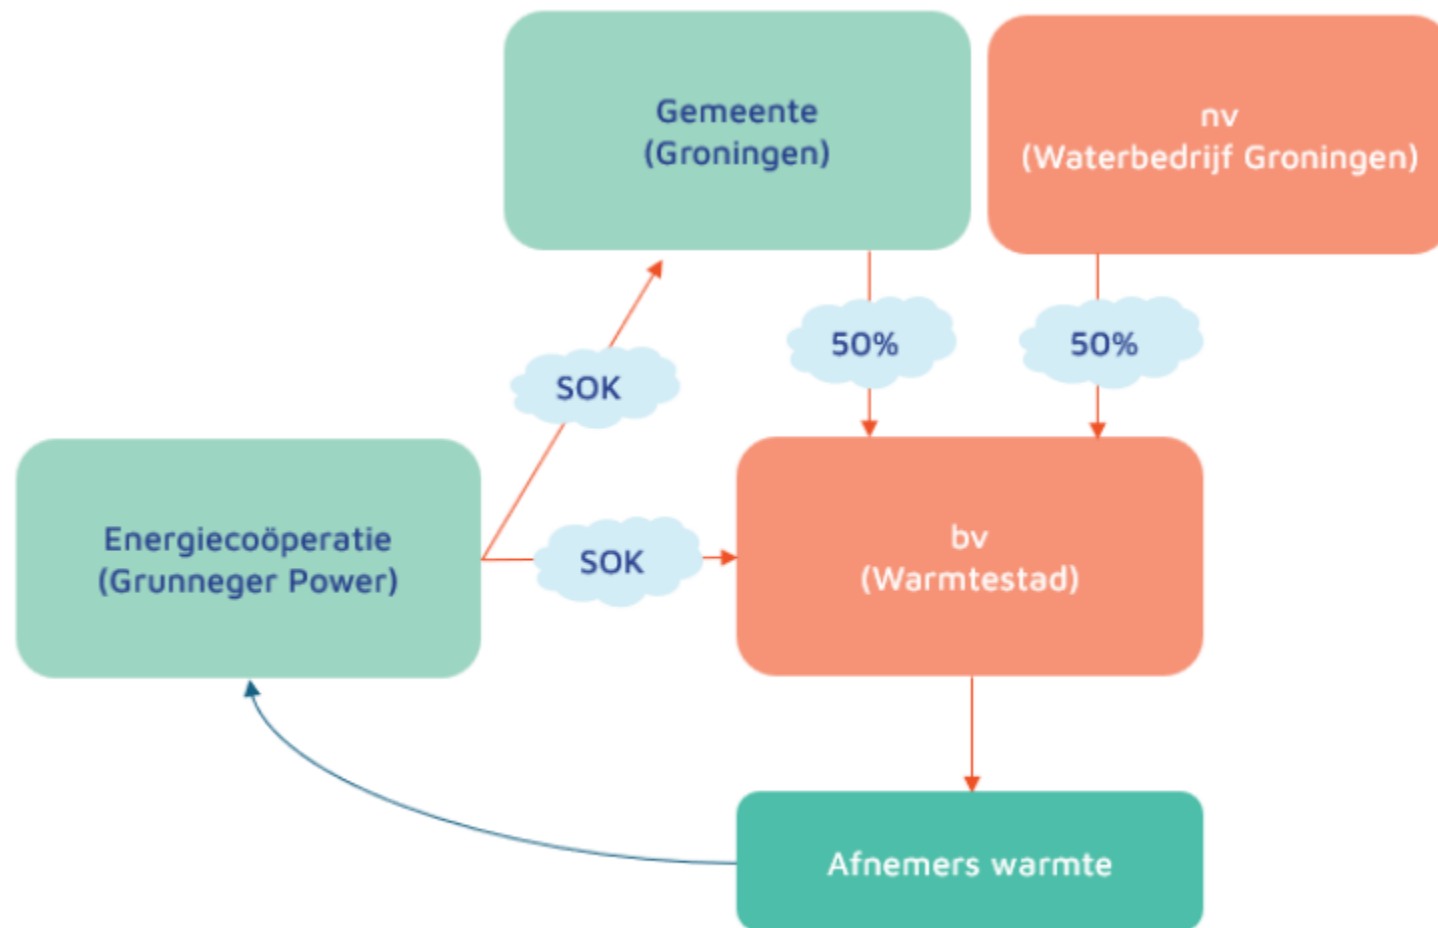 Gemeente
(Groningen)
nv
(Waterbedrijf Groningen)
50%
50%
SOK
Energiecoöperatie
(Grunneger Power)
SOK
bv
(Warmtestad)
Afnemers warmte